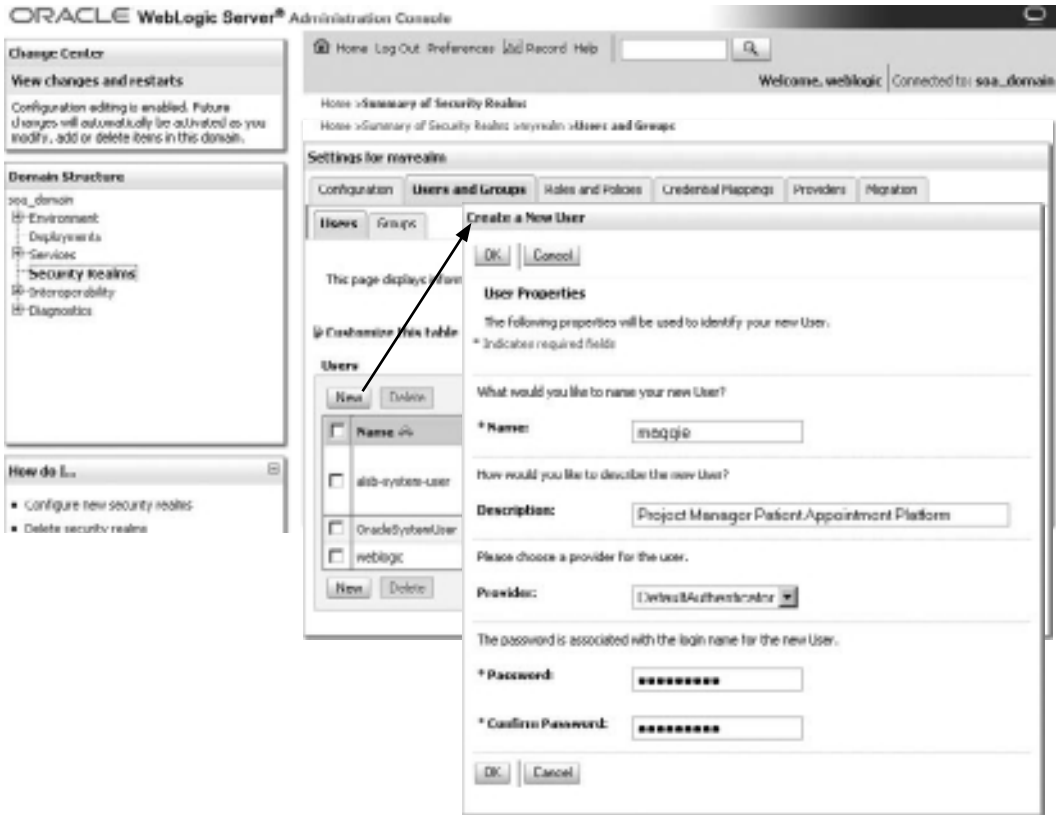 ORACLE WebLogic Server® Administration Console
Change Center
View changes and restarts
Configuration editing is enabled. Future
changes will automatically be activated as you
modify, add or delete items in this domain.
Domain Structure
soa_domain
Environment
Deployments
Services
Security Realms
Interoperability
Diagnostics
How do I...
Configure new security realms
Delete security realms
Home Log Out Preferences Record Help
Welcome, weblogic Connected to: soa_domain
Home >Summary of Security Realms
Home >Summary of Security Realms >myrealm >Users and Groups
Settings for myrealm
Configuration Users and Groups Roles and Policies Credential Mappings Providers Migration
Users Groups
This page displays inform
Customize this table
Users
New Delete
Name
alsb-system-user
OracleSystemUser
weblogic
New Delete
Create a New User
OK Cancel
User Properties
The following properties will be used to identify your new User.
* Indicates required fields
What would you like to name your new User?
* Name: maggie
How would you like to describe the new User?
Description: Project Manager Patient Appointment Platform
Please choose a provider for the user.
Provider: DefaultAuthenticator
The password is associated with the login name for the new User.
* Password: •••••••••
* Confirm Password: •••••••••
OK Cancel